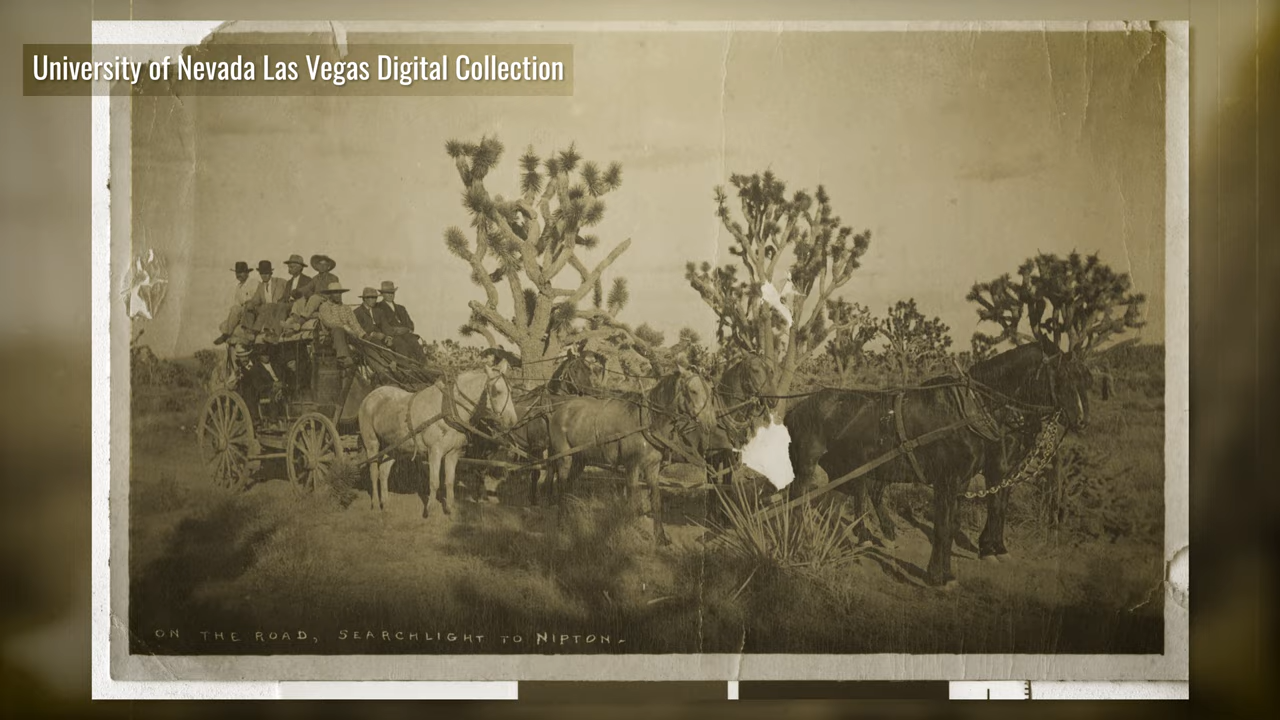 University of Nevada Las Vegas Digital Collection
ON THE ROAD, SEARCHLIGHT TO NIPTON-